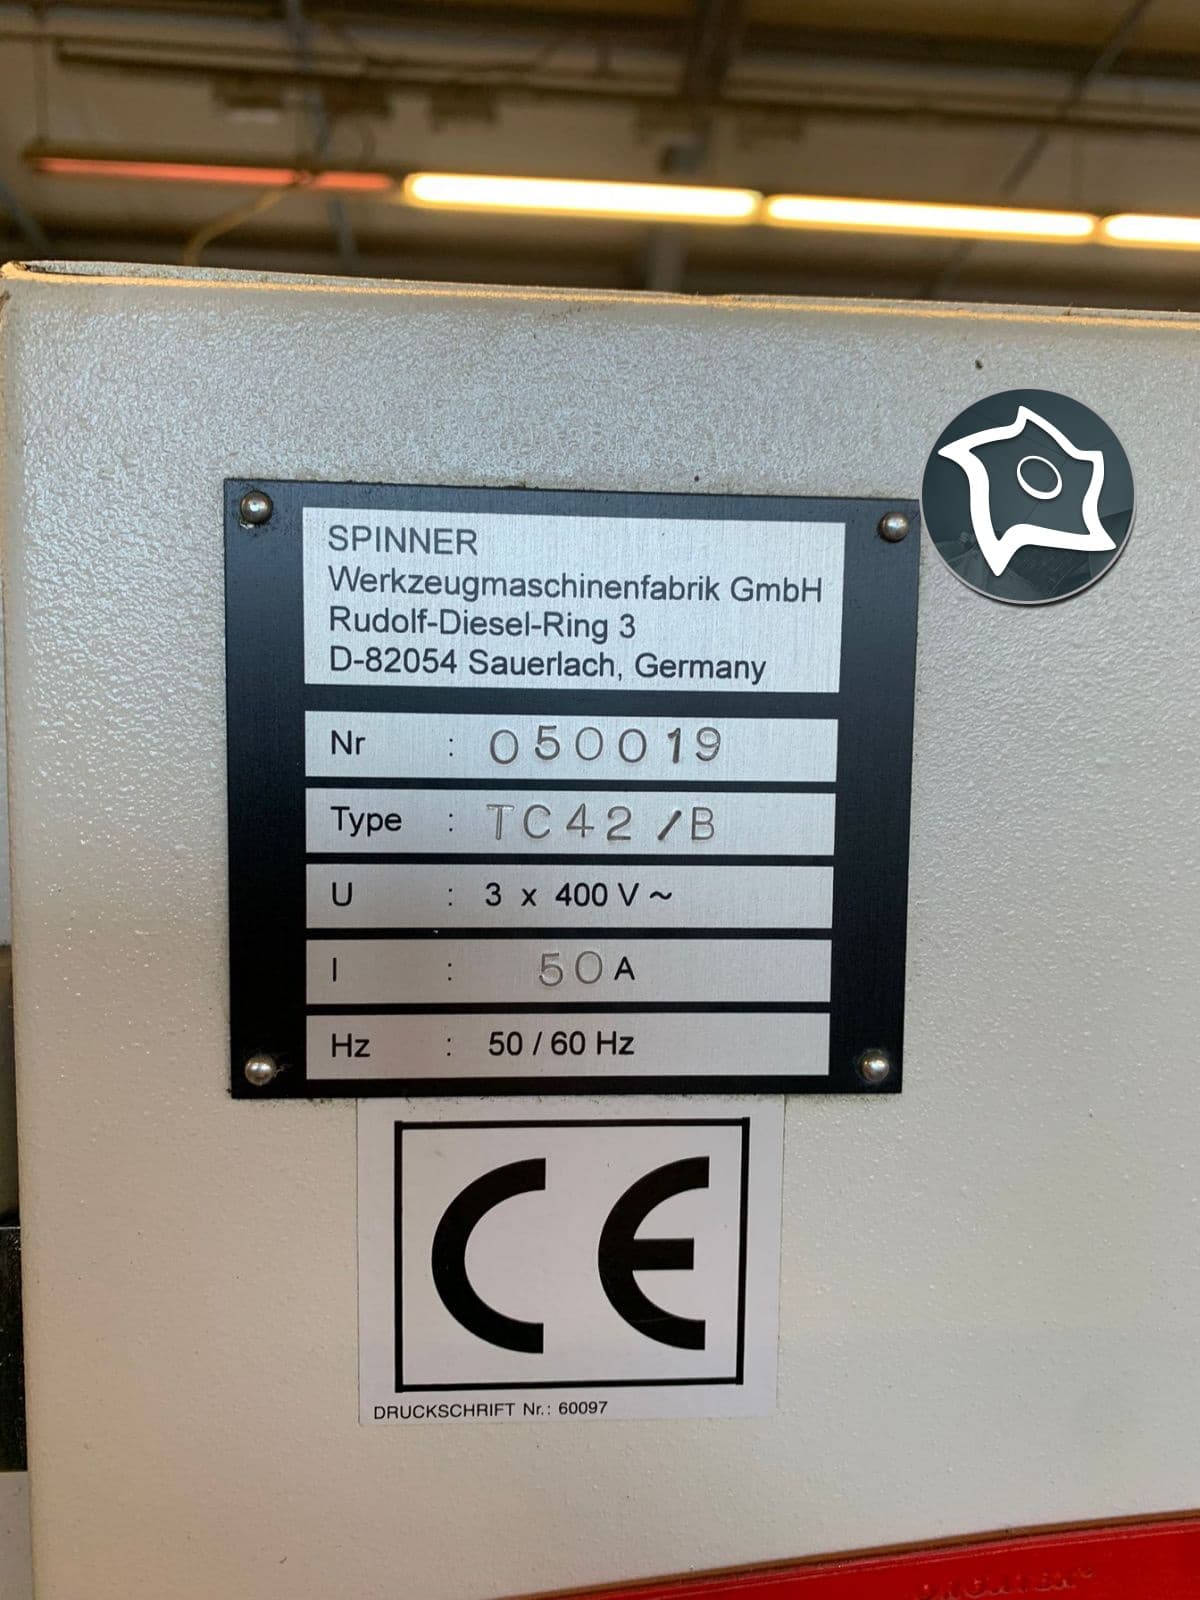 SPINNER
Werkzeugmaschinenfabrik GmbH
Rudolf-Diesel-Ring 3
D-82054 Sauerlach, Germany
Nr : 050019
Type : TC42 /B
U : 3 x 400 V ~
I : 50 A
Hz : 50 / 60 Hz
CE
DRUCKSCHRIFT Nr.: 60097